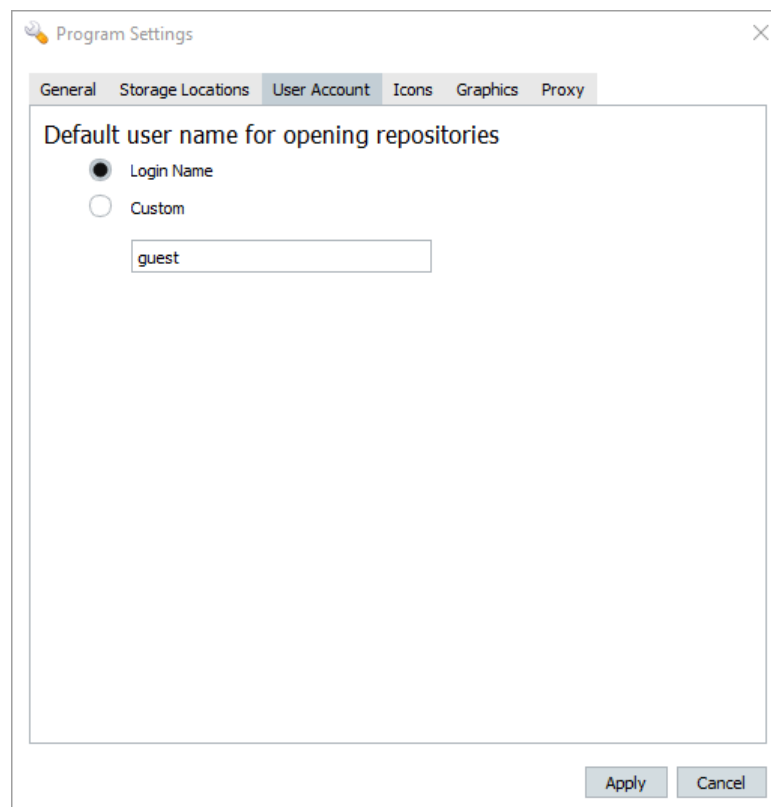 Program Settings
General Storage Locations User Account Icons Graphics Proxy
Default user name for opening repositories
Login Name
Custom
guest
Apply Cancel